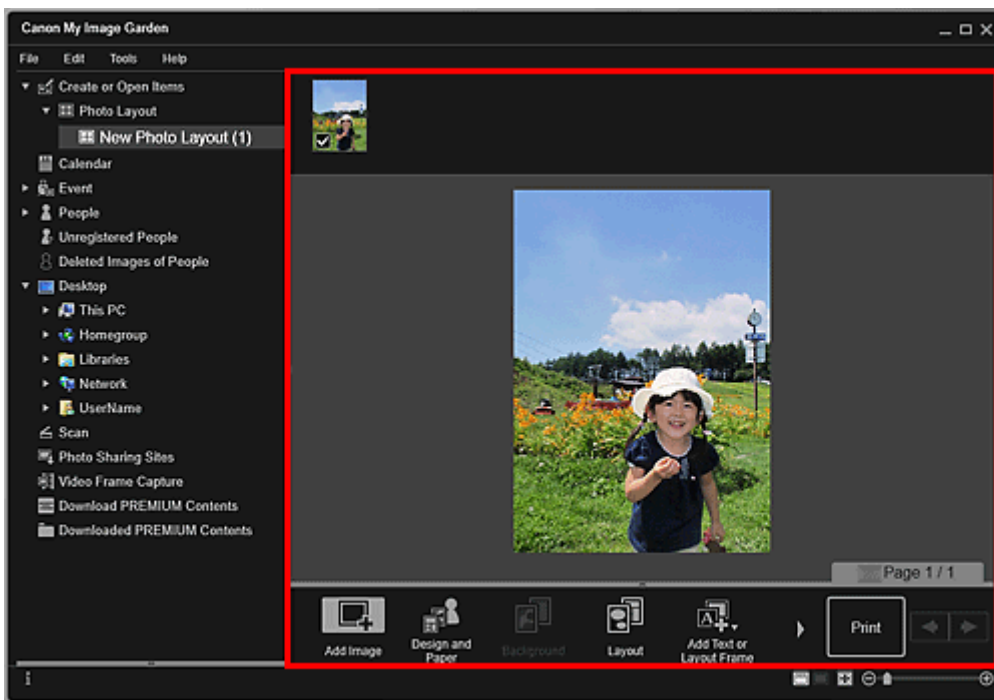 Canon My Image Garden
File Edit Tools Help
Create or Open Items
Photo Layout
New Photo Layout (1)
Calendar
Event
People
Unregistered People
Deleted Images of People
Desktop
This PC
Homegroup
Libraries
Network
UserName
Scan
Photo Sharing Sites
Video Frame Capture
Download PREMIUM Contents
Downloaded PREMIUM Contents
Page 1 / 1
Add Image
Design and
Paper
Background
Layout
Add Text or
Layout Frame
Print